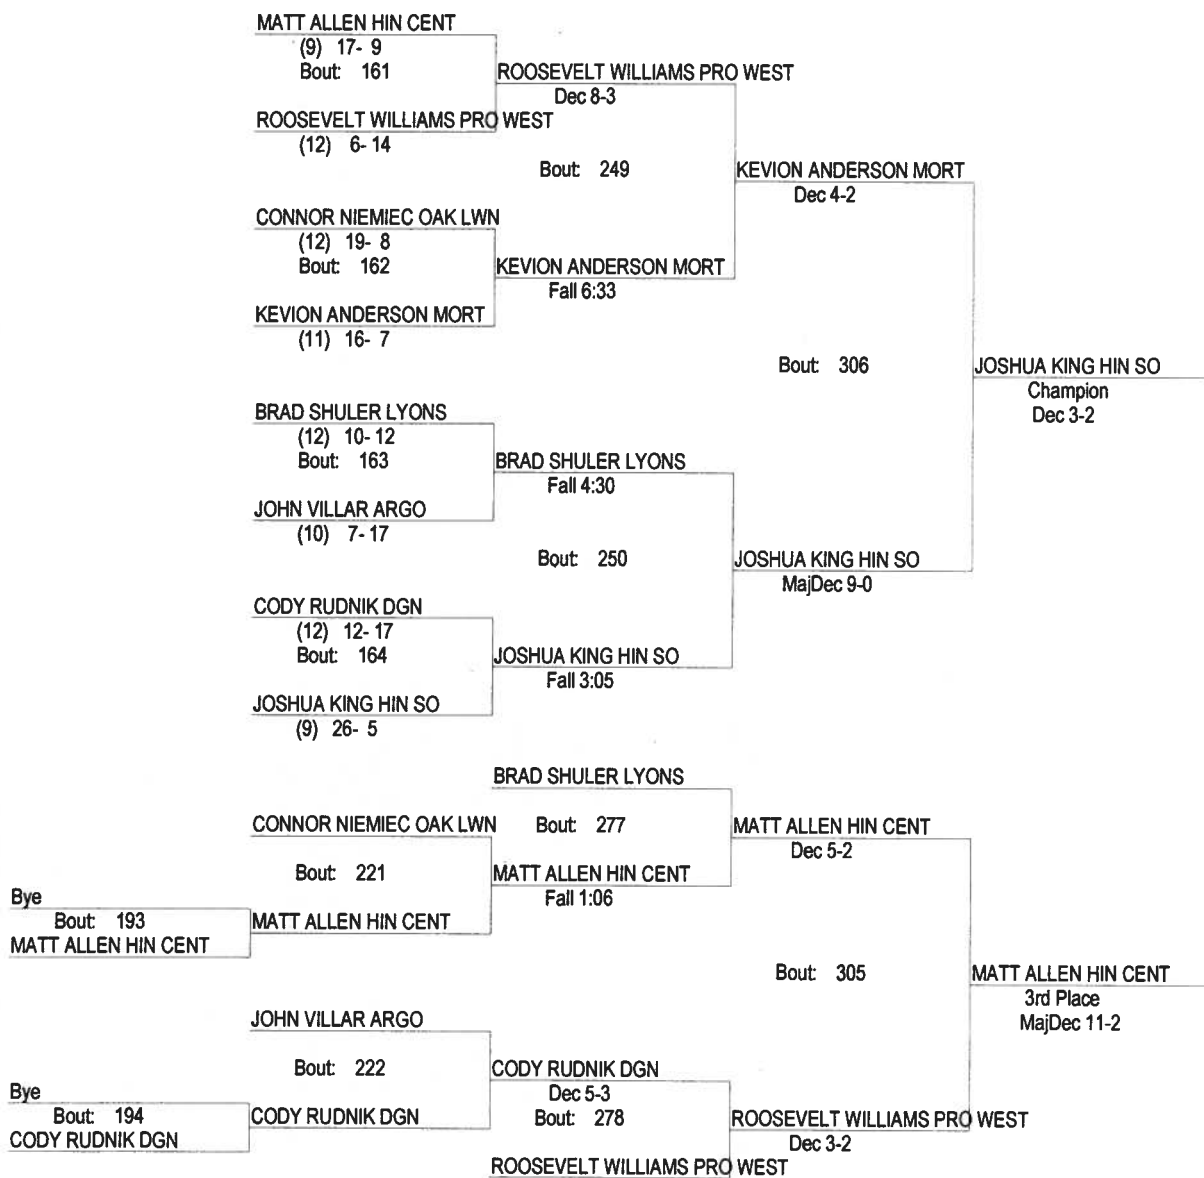 MATT ALLEN HIN CENT
(9) 17- 9
Bout: 161
ROOSEVELT WILLIAMS PRO WEST
Dec 8-3
ROOSEVELT WILLIAMS PRO WEST
(12) 6- 14
Bout: 249
KEVION ANDERSON MORT
Dec 4-2
CONNOR NIEMIEC OAK LWN
(12) 19- 8
Bout: 162
KEVION ANDERSON MORT
Fall 6:33
KEVION ANDERSON MORT
(11) 16- 7
Bout: 306
JOSHUA KING HIN SO
Champion
Dec 3-2
BRAD SHULER LYONS
(12) 10- 12
Bout: 163
BRAD SHULER LYONS
Fall 4:30
JOHN VILLAR ARGO
(10) 7- 17
Bout: 250
JOSHUA KING HIN SO
MajDec 9-0
CODY RUDNIK DGN
(12) 12- 17
Bout: 164
JOSHUA KING HIN SO
Fall 3:05
JOSHUA KING HIN SO
(9) 26- 5
BRAD SHULER LYONS
CONNOR NIEMIEC OAK LWN
Bout: 277
MATT ALLEN HIN CENT
Dec 5-2
Bout: 221
MATT ALLEN HIN CENT
Fall 1:06
Bye
Bout: 193
MATT ALLEN HIN CENT
MATT ALLEN HIN CENT
Bout: 305
MATT ALLEN HIN CENT
3rd Place
MajDec 11-2
JOHN VILLAR ARGO
Bout: 222
CODY RUDNIK DGN
Dec 5-3
Bye
Bout: 194
CODY RUDNIK DGN
CODY RUDNIK DGN
Bout: 278
ROOSEVELT WILLIAMS PRO WEST
Dec 3-2
ROOSEVELT WILLIAMS PRO WEST